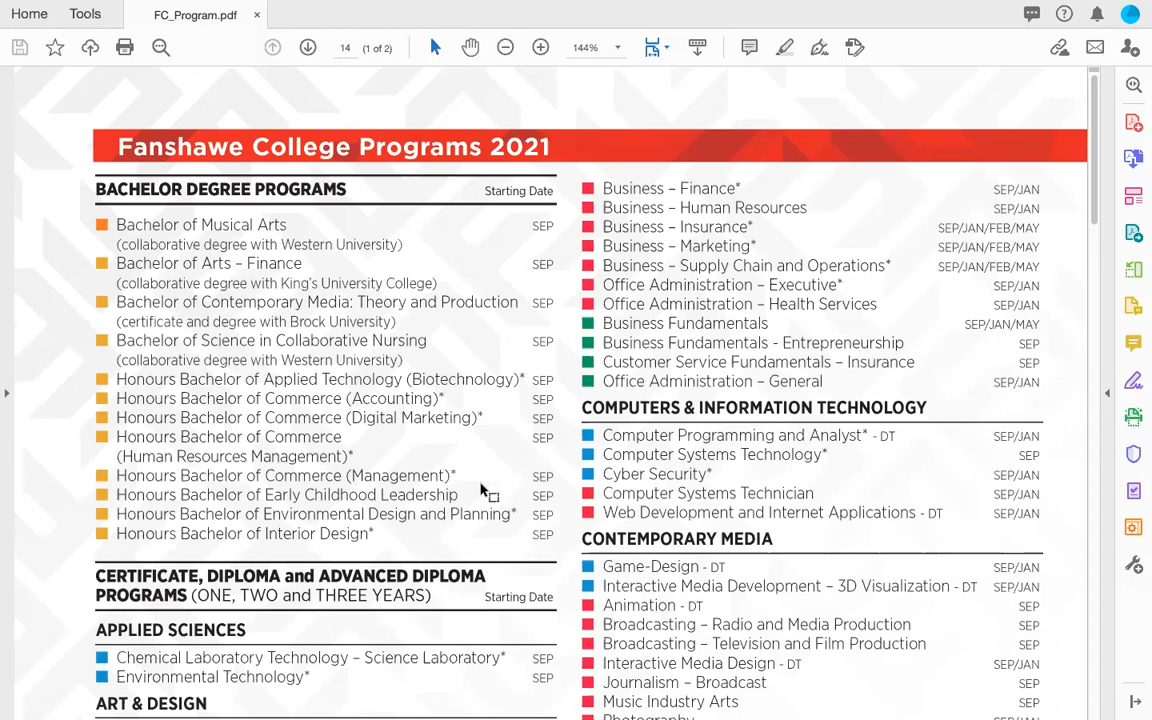 Home
Tools
FC_Program.pdf
14
(1 of 2)
144%
Fanshawe College Programs 2021
BACHELOR DEGREE PROGRAMS Starting Date
Bachelor of Musical Arts SEP
(collaborative degree with Western University)
Bachelor of Arts – Finance SEP
(collaborative degree with King's University College)
Bachelor of Contemporary Media: Theory and Production SEP
(certificate and degree with Brock University)
Bachelor of Science in Collaborative Nursing SEP
(collaborative degree with Western University)
Honours Bachelor of Applied Technology (Biotechnology)* SEP
Honours Bachelor of Commerce (Accounting)* SEP
Honours Bachelor of Commerce (Digital Marketing)* SEP
Honours Bachelor of Commerce SEP
(Human Resources Management)*
Honours Bachelor of Commerce (Management)* SEP
Honours Bachelor of Early Childhood Leadership SEP
Honours Bachelor of Environmental Design and Planning* SEP
Honours Bachelor of Interior Design* SEP
CERTIFICATE, DIPLOMA and ADVANCED DIPLOMA
PROGRAMS (ONE, TWO and THREE YEARS) Starting Date
APPLIED SCIENCES
Chemical Laboratory Technology – Science Laboratory* SEP
Environmental Technology* SEP
ART & DESIGN
Business – Finance* SEP/JAN
Business – Human Resources SEP/JAN
Business – Insurance* SEP/JAN/FEB/MAY
Business – Marketing* SEP/JAN/FEB/MAY
Business – Supply Chain and Operations* SEP/JAN/FEB/MAY
Office Administration – Executive* SEP/JAN
Office Administration – Health Services SEP/JAN
Business Fundamentals SEP/JAN/MAY
Business Fundamentals - Entrepreneurship SEP
Customer Service Fundamentals – Insurance SEP
Office Administration – General SEP/JAN
COMPUTERS & INFORMATION TECHNOLOGY
Computer Programming and Analyst* - DT SEP/JAN
Computer Systems Technology* SEP
Cyber Security* SEP/JAN
Computer Systems Technician SEP/JAN
Web Development and Internet Applications - DT SEP/JAN
CONTEMPORARY MEDIA
Game-Design - DT SEP/JAN
Interactive Media Development – 3D Visualization - DT SEP/JAN
Animation - DT SEP
Broadcasting – Radio and Media Production SEP
Broadcasting – Television and Film Production SEP
Interactive Media Design - DT SEP/JAN
Journalism – Broadcast SEP
Music Industry Arts SEP
Photography SEP